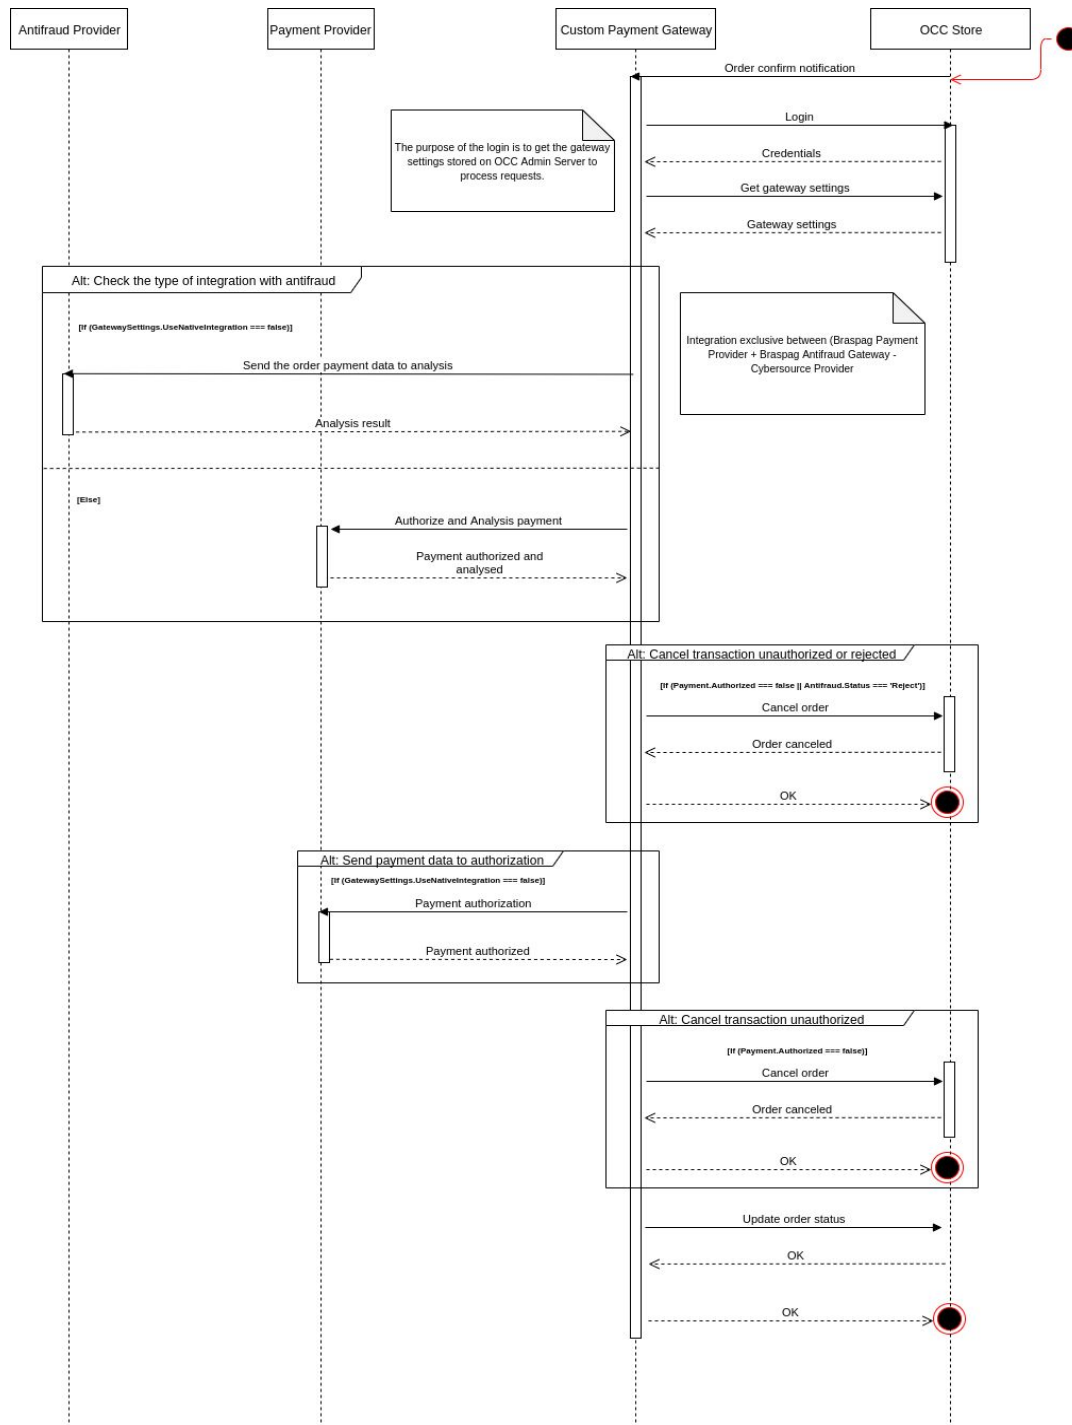 Antifraud Provider
Payment Provider
Custom Payment Gateway
OCC Store
Order confirm notification
Login
The purpose of the login is to get the gateway
settings stored on OCC Admin Server to
process requests.
Credentials
Get gateway settings
Gateway settings
Alt: Check the type of integration with antifraud
[If (GatewaySettings.UseNativeIntegration === false)]
Integration exclusive between (Braspag Payment
Provider + Braspag Antifraud Gateway -
Cybersource Provider
Send the order payment data to analysis
Analysis result
[Else]
Authorize and Analysis payment
Payment authorized and
analysed
Alt: Cancel transaction unauthorized or rejected
[If (Payment.Authorized === false || Antifraud.Status === 'Reject')]
Cancel order
Order canceled
OK
Alt: Send payment data to authorization
[If (GatewaySettings.UseNativeIntegration === false)]
Payment authorization
Payment authorized
Alt: Cancel transaction unauthorized
[If (Payment.Authorized === false)]
Cancel order
Order canceled
OK
Update order status
OK
OK